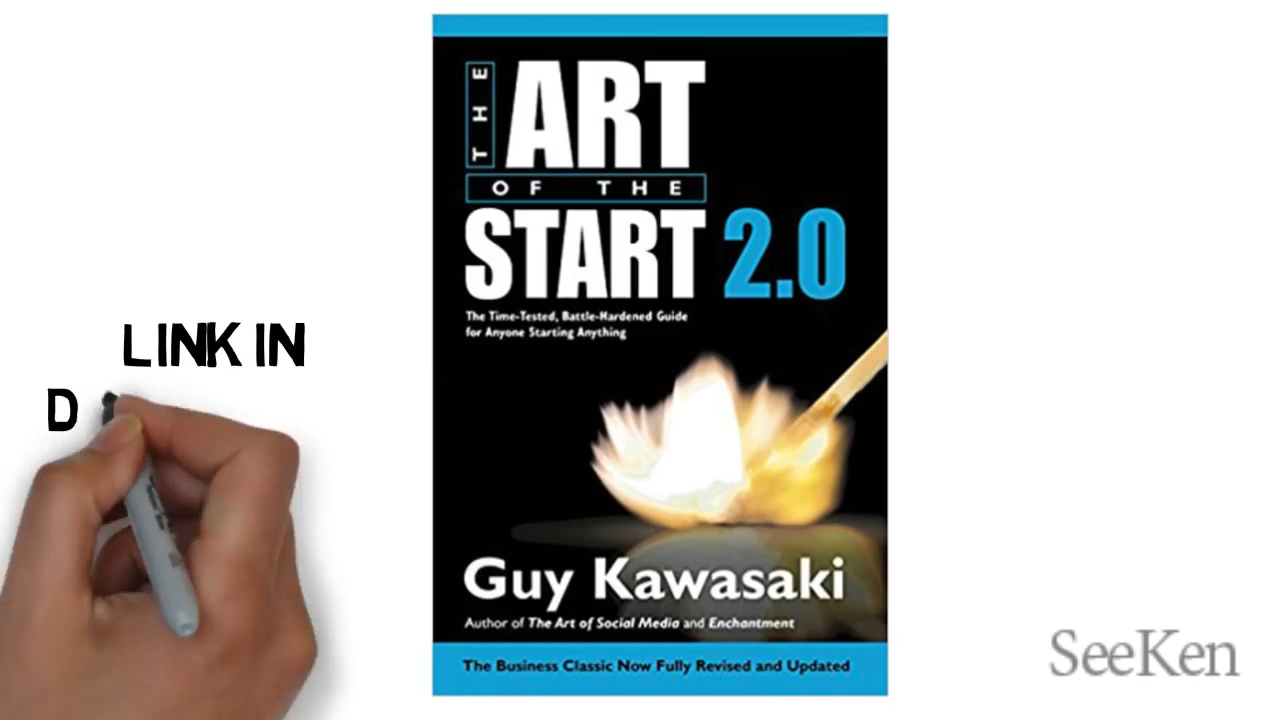 LINK IN
D
THE
ART
OF THE
START 2.0
The Time-Tested, Battle-Hardened Guide
for Anyone Starting Anything
Guy Kawasaki
Author of The Art of Social Media and Enchantment
The Business Classic Now Fully Revised and Updated
SeeKen